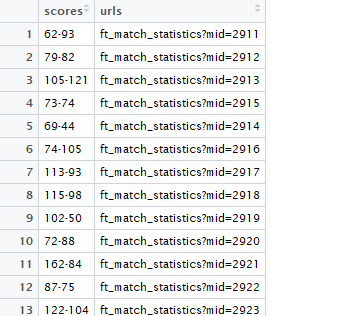 scores urls
1 62-93 ft_match_statistics?mid=2911
2 79-82 ft_match_statistics?mid=2912
3 105-121 ft_match_statistics?mid=2913
4 73-74 ft_match_statistics?mid=2915
5 69-44 ft_match_statistics?mid=2914
6 74-105 ft_match_statistics?mid=2916
7 113-93 ft_match_statistics?mid=2917
8 115-98 ft_match_statistics?mid=2918
9 102-50 ft_match_statistics?mid=2919
10 72-88 ft_match_statistics?mid=2920
11 162-84 ft_match_statistics?mid=2921
12 87-75 ft_match_statistics?mid=2922
13 122-104 ft_match_statistics?mid=2923